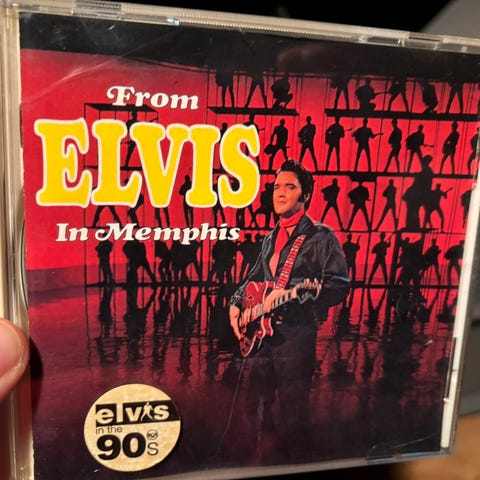 From
ELVIS
In Memphis
elvis
in the
90s